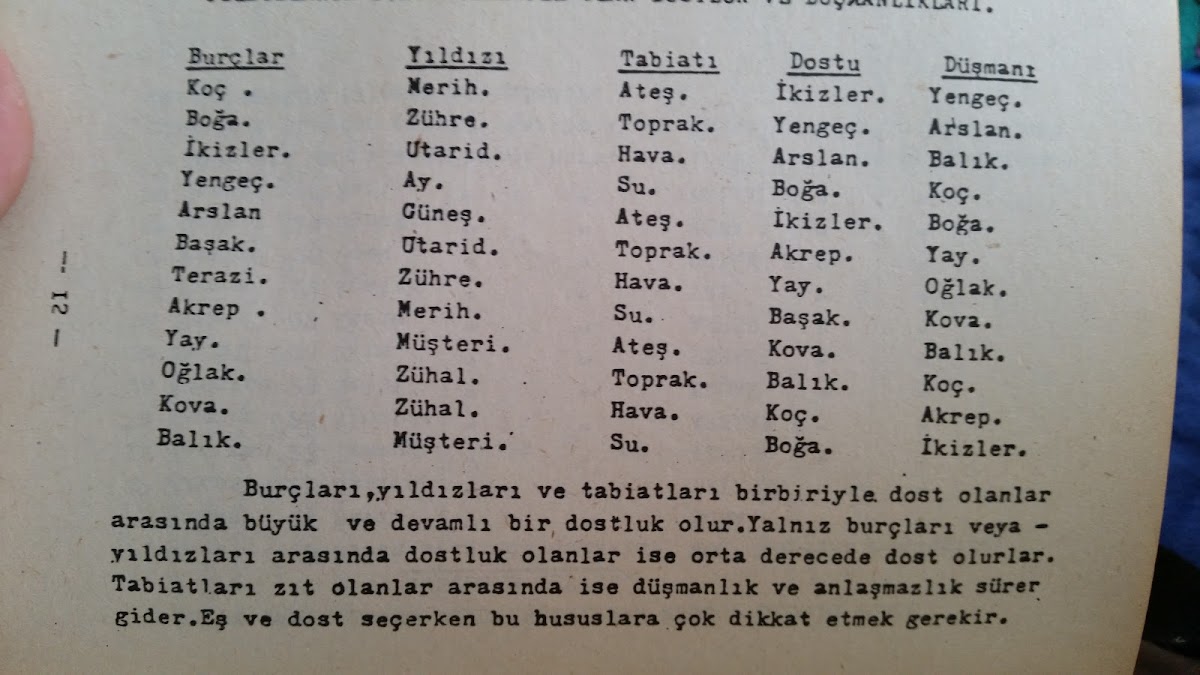 VE DÜŞMANLIKLARI.
Burçlar Yıldızı Tabiatı Dostu Düşmanı
Koç . Merih. Ateş. İkizler. Yengeç.
Boğa. Zühre. Toprak. Yengeç. Arslan.
İkizler. Utarid. Hava. Arslan. Balık.
Yengeç. Ay. Su. Boğa. Koç.
Arslan Güneş. Ateş. İkizler. Boğa.
Başak. Utarid. Toprak. Akrep. Yay.
Terazi. Zühre. Hava. Yay. Oğlak.
Akrep . Merih. Su. Başak. Kova.
Yay. Müşteri. Ateş. Kova. Balık.
Oğlak. Zühal. Toprak. Balık. Koç.
Kova. Zühal. Hava. Koç. Akrep.
Balık. Müşteri. Su. Boğa. İkizler.
Burçları,yıldızları ve tabiatları birbiriyle dost olanlar
arasında büyük ve devamlı bir dostluk olur.Yalnız burçları veya -
yıldızları arasında dostluk olanlar ise orta derecede dost olurlar.
Tabiatları zıt olanlar arasında ise düşmanlık ve anlaşmazlık sürer
gider.Eş ve dost seçerken bu hususlara çok dikkat etmek gerekir.
— I2 —